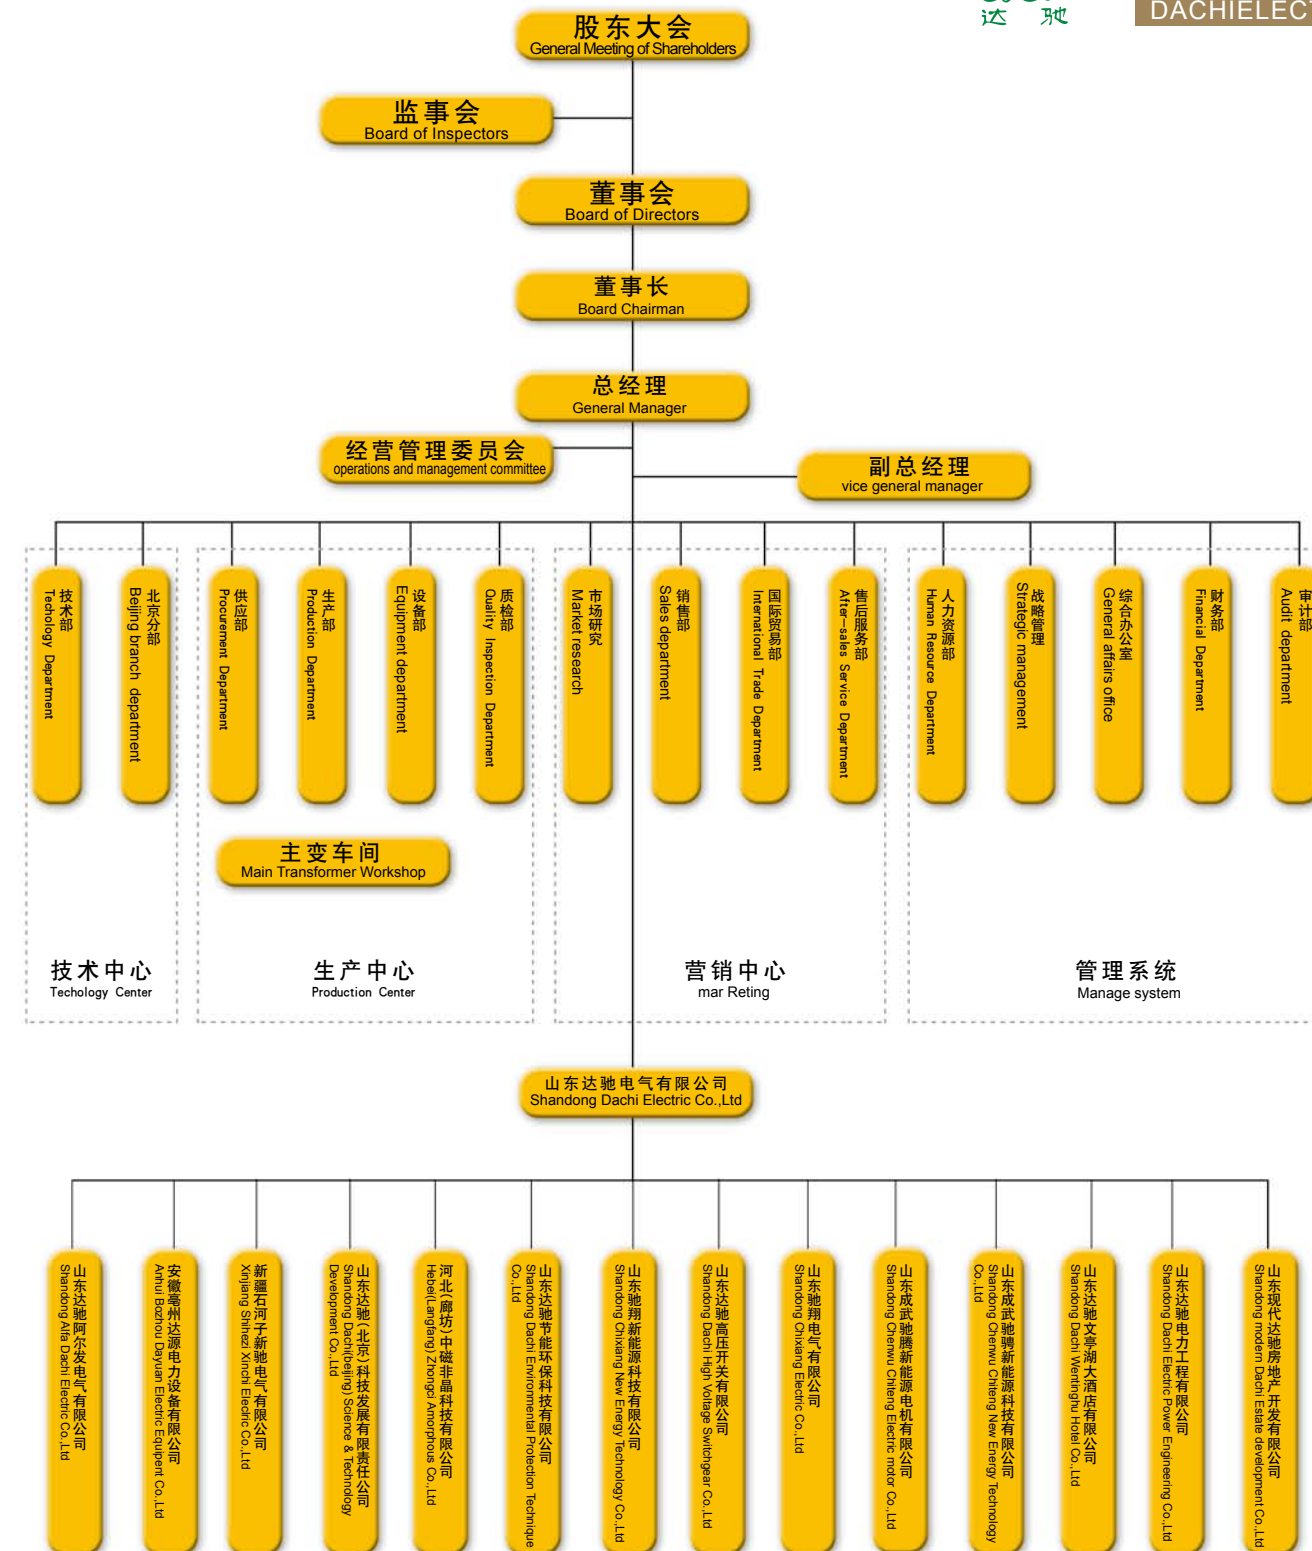 达 驰
DACHIELECT
股东大会
General Meeting of Shareholders
监事会
Board of Inspectors
董事会
Board of Directors
董事长
Board Chairman
总经理
General Manager
经营管理委员会
operations and management committee
副总经理
vice general manager
技术部
Techology Department
北京分部
Beijing branch department
供应部
Procurement Department
生产部
Production Department
设备部
Equipment department
质检部
Quality Inspection Department
市场研究
Market research
销售部
Sales department
国际贸易部
International Trade Department
售后服务部
After-sales Service Department
人力资源部
Human Resource Department
战略管理
Strategic management
综合办公室
General affairs office
财务部
Financial Department
审计部
Audit department
主变车间
Main Transformer Workshop
技术中心
Techology Center
生产中心
Production Center
营销中心
mar Reting
管理系统
Manage system
山东达驰电气有限公司
Shandong Dachi Electric Co.,Ltd
山东达驰阿尔发电气有限公司
Shandong Alfa Dachi Electric Co.,Ltd
安徽亳州达源电力设备有限公司
Anhui Bozhou Dayuan Electric Equipent Co.,Ltd
新疆石河子新驰电气有限公司
Xinjiang Shihezi Xinchi Electric Co.,Ltd
山东达驰(北京)科技发展有限责任公司
Shandong Dachi(beijing) Science & Technology
Development Co.,Ltd
河北(廊坊)中磁非晶科技有限公司
Hebei(Langfang) Zhongci Amorphous Co.,Ltd
山东达驰节能环保科技有限公司
Shandong Dachi Environmental Protection Technique
Co.,Ltd
山东驰翔新能源科技有限公司
Shandong Chixiang New Energy Technology Co.,Ltd
山东达驰高压开关有限公司
Shandong Dachi High Voltage Switchgear Co.,Ltd
山东驰翔电气有限公司
Shandong Chixiang Electric Co.,Ltd
山东成武驰腾新能源电机有限公司
Shandong Chenwu Chiteng Electric motor Co.,Ltd
山东成武驰骋新能源科技有限公司
Shandong Chenwu Chiteng New Energy Technology
Co.,Ltd
山东达驰文亭湖大酒店有限公司
Shandong Dachi Wentinghu Hotel Co.,Ltd
山东达驰电力工程有限公司
Shandong Dachi Electric Power Engineering Co.,Ltd
山东现代达驰房地产开发有限公司
Shandong modern Dachi Estate development Co.,Ltd